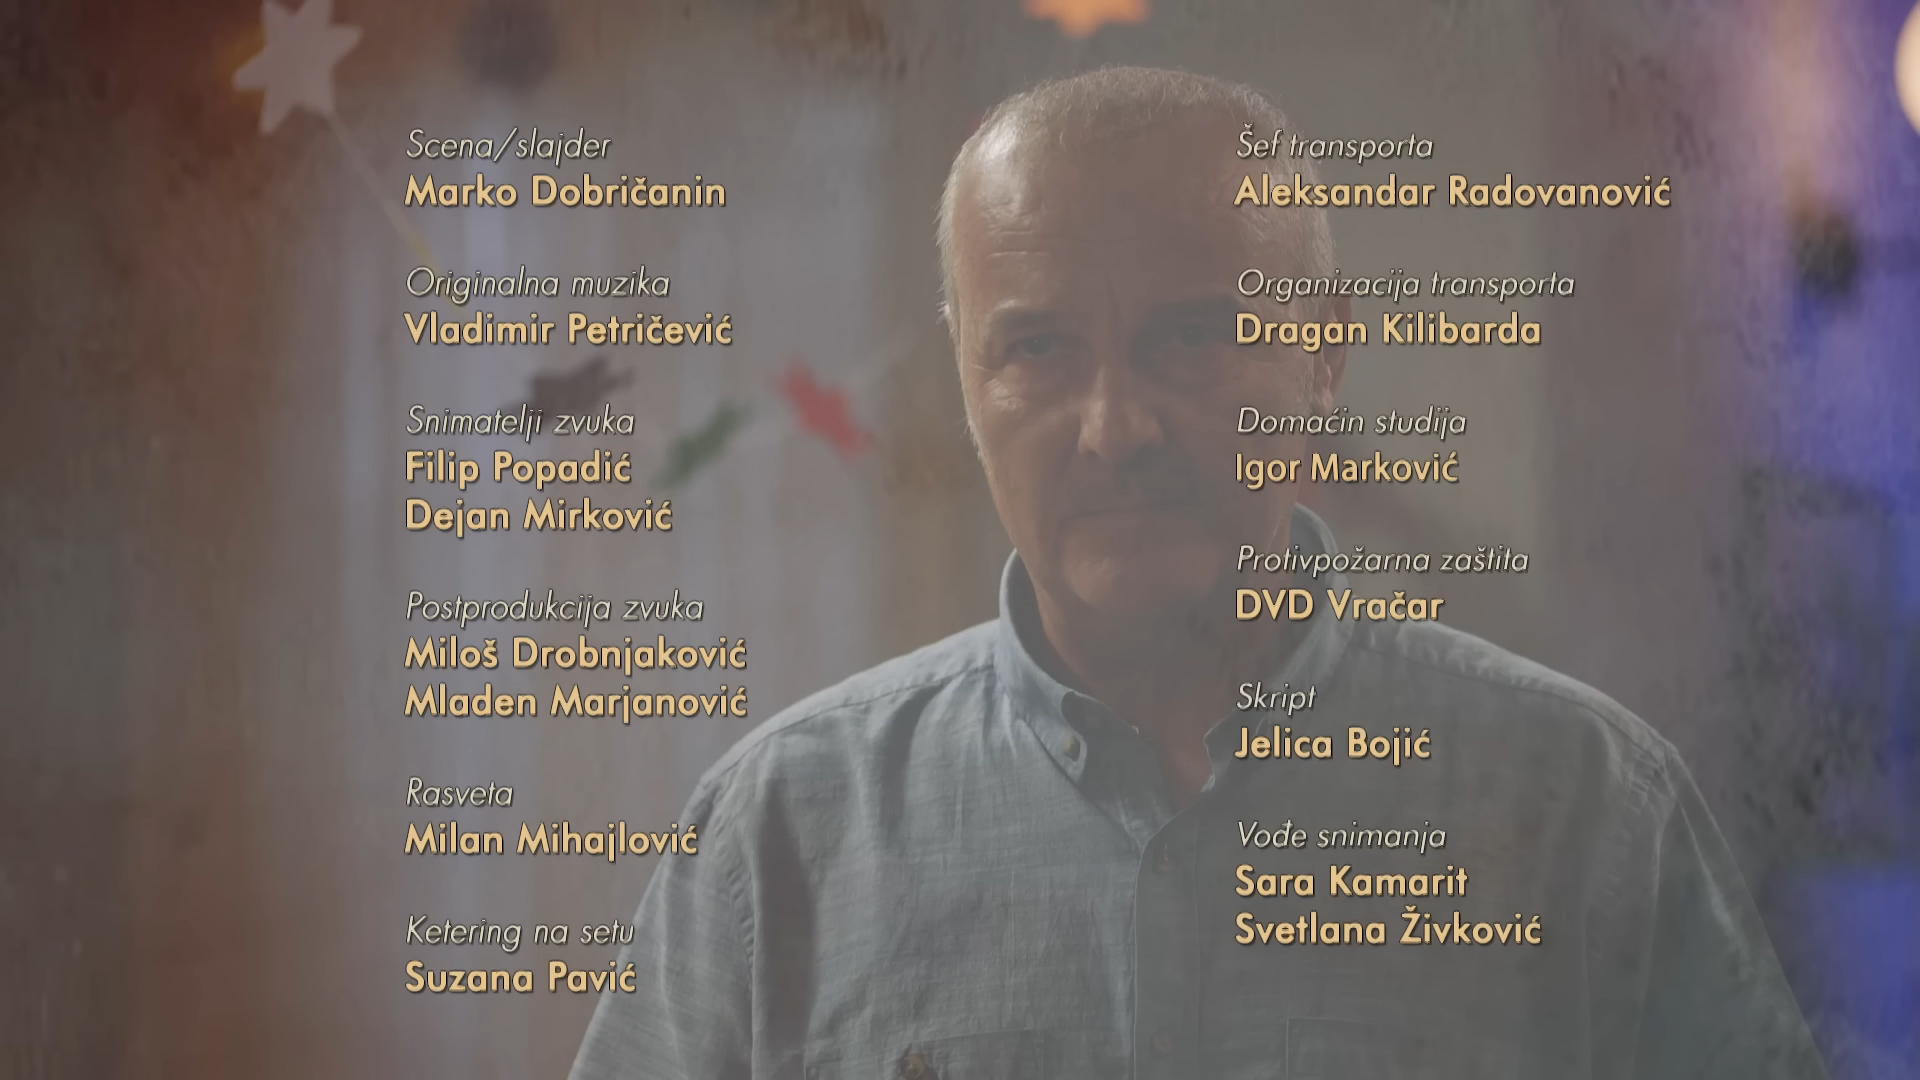 Scena/slajder
Marko Dobričanin
Originalna muzika
Vladimir Petričević
Snimatelji zvuka
Filip Popadić
Dejan Mirković
Postprodukcija zvuka
Miloš Drobnjaković
Mladen Marjanović
Rasveta
Milan Mihajlović
Ketering na setu
Suzana Pavić
Šef transporta
Aleksandar Radovanović
Organizacija transporta
Dragan Kilibarda
Domaćin studija
Igor Marković
Protivpožarna zaštita
DVD Vračar
Skript
Jelica Bojić
Vođe snimanja
Sara Kamarit
Svetlana Živković